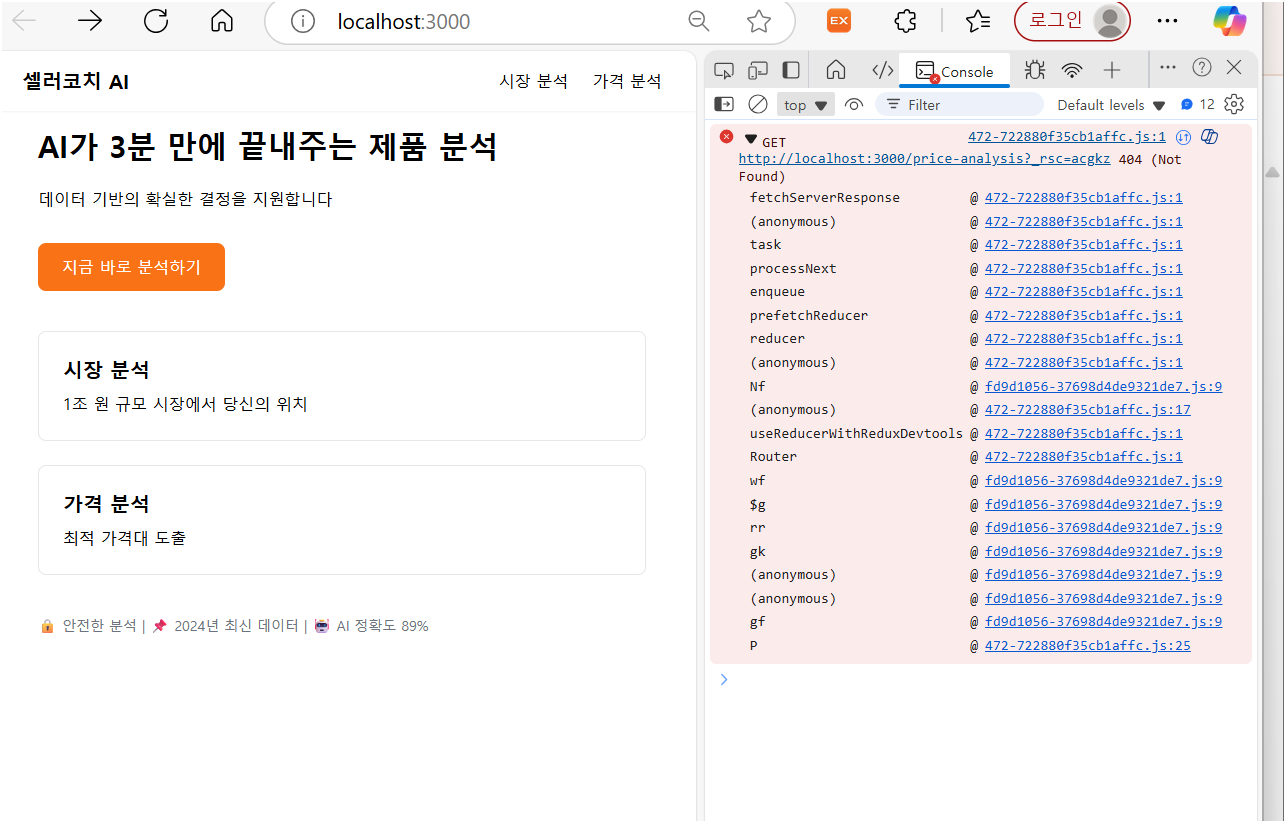 localhost:3000
EX
로그인
셀러코치 AI
시장 분석 가격 분석
AI가 3분 만에 끝내주는 제품 분석
데이터 기반의 확실한 결정을 지원합니다
지금 바로 분석하기
시장 분석
1조 원 규모 시장에서 당신의 위치
가격 분석
최적 가격대 도출
안전한 분석 | 2024년 최신 데이터 | AI 정확도 89%
Console
top Filter Default levels 12
GET 472-722880f35cb1affc.js:1
http://localhost:3000/price-analysis?_rsc=acgkz 404 (Not
Found)
fetchServerResponse @ 472-722880f35cb1affc.js:1
(anonymous) @ 472-722880f35cb1affc.js:1
task @ 472-722880f35cb1affc.js:1
processNext @ 472-722880f35cb1affc.js:1
enqueue @ 472-722880f35cb1affc.js:1
prefetchReducer @ 472-722880f35cb1affc.js:1
reducer @ 472-722880f35cb1affc.js:1
(anonymous) @ 472-722880f35cb1affc.js:1
Nf @ fd9d1056-37698d4de9321de7.js:9
(anonymous) @ 472-722880f35cb1affc.js:17
useReducerWithReduxDevtools @ 472-722880f35cb1affc.js:1
Router @ 472-722880f35cb1affc.js:1
wf @ fd9d1056-37698d4de9321de7.js:9
$g @ fd9d1056-37698d4de9321de7.js:9
rr @ fd9d1056-37698d4de9321de7.js:9
gk @ fd9d1056-37698d4de9321de7.js:9
(anonymous) @ fd9d1056-37698d4de9321de7.js:9
(anonymous) @ fd9d1056-37698d4de9321de7.js:9
gf @ fd9d1056-37698d4de9321de7.js:9
P @ 472-722880f35cb1affc.js:25